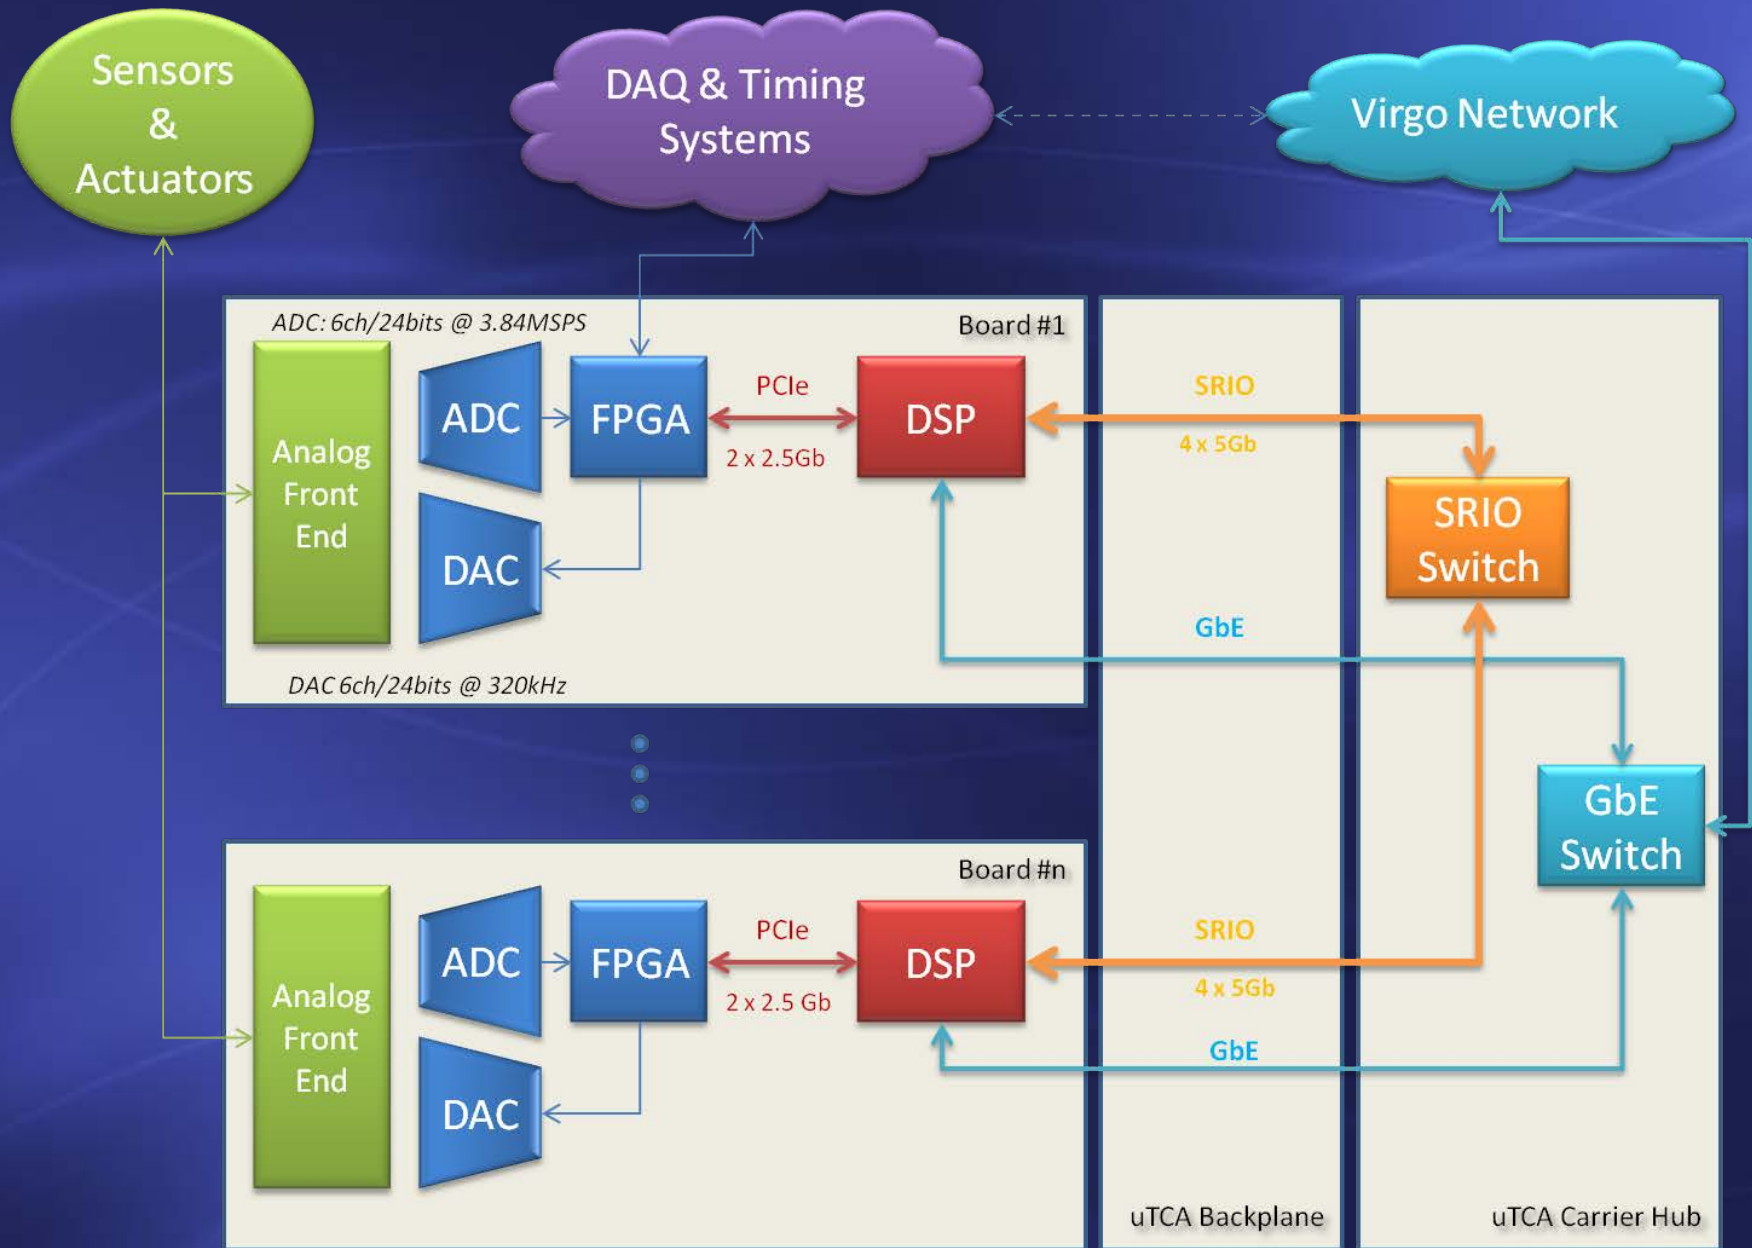 Sensors
&
Actuators
DAQ & Timing
Systems
Virgo Network
ADC: 6ch/24bits @ 3.84MSPS
Board #1
Analog
Front
End
ADC
FPGA
PCIe
2 x 2.5Gb
DSP
SRIO
4 x 5Gb
SRIO
Switch
DAC
GbE
DAC 6ch/24bits @ 320kHz
GbE
Switch
Board #n
Analog
Front
End
ADC
FPGA
PCIe
2 x 2.5 Gb
DSP
SRIO
4 x 5Gb
GbE
DAC
uTCA Backplane
uTCA Carrier Hub